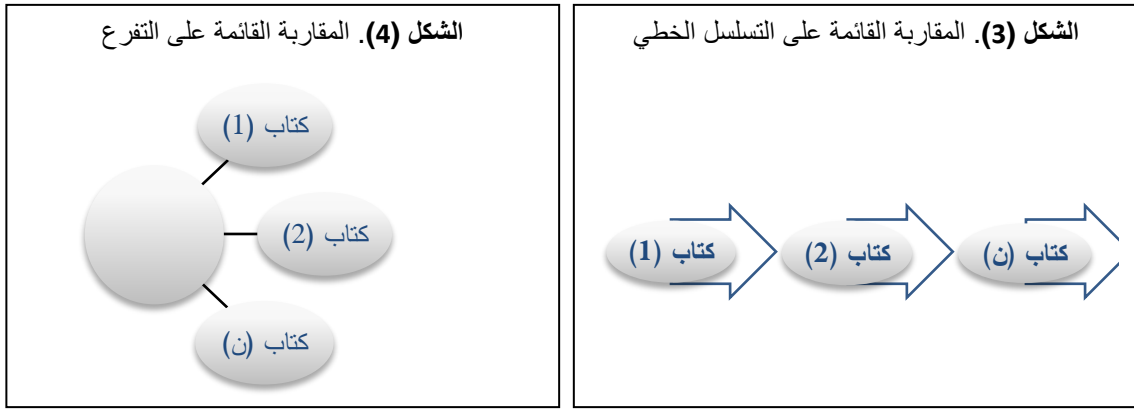 الشكل (3). المقاربة القائمة على التسلسل الخطي
كتاب (1)
كتاب (2)
كتاب (ن)
الشكل (4). المقاربة القائمة على التفرع
كتاب (1)
كتاب (2)
كتاب (ن)